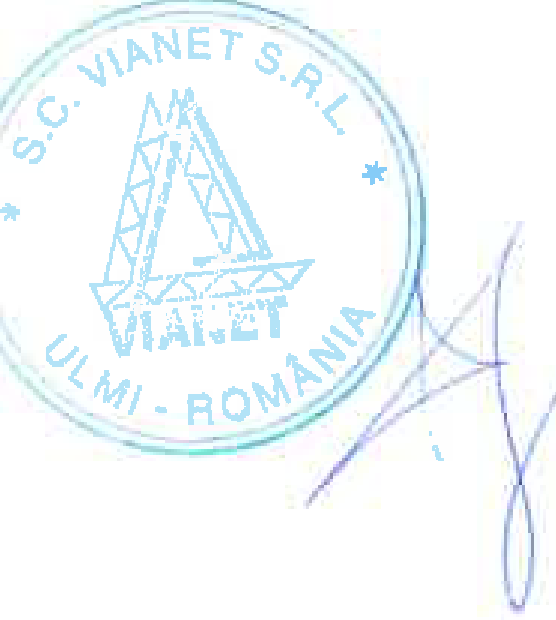 * S.C. VIANET S.R.L. *
VIANET
ULMI - ROMÂNIA